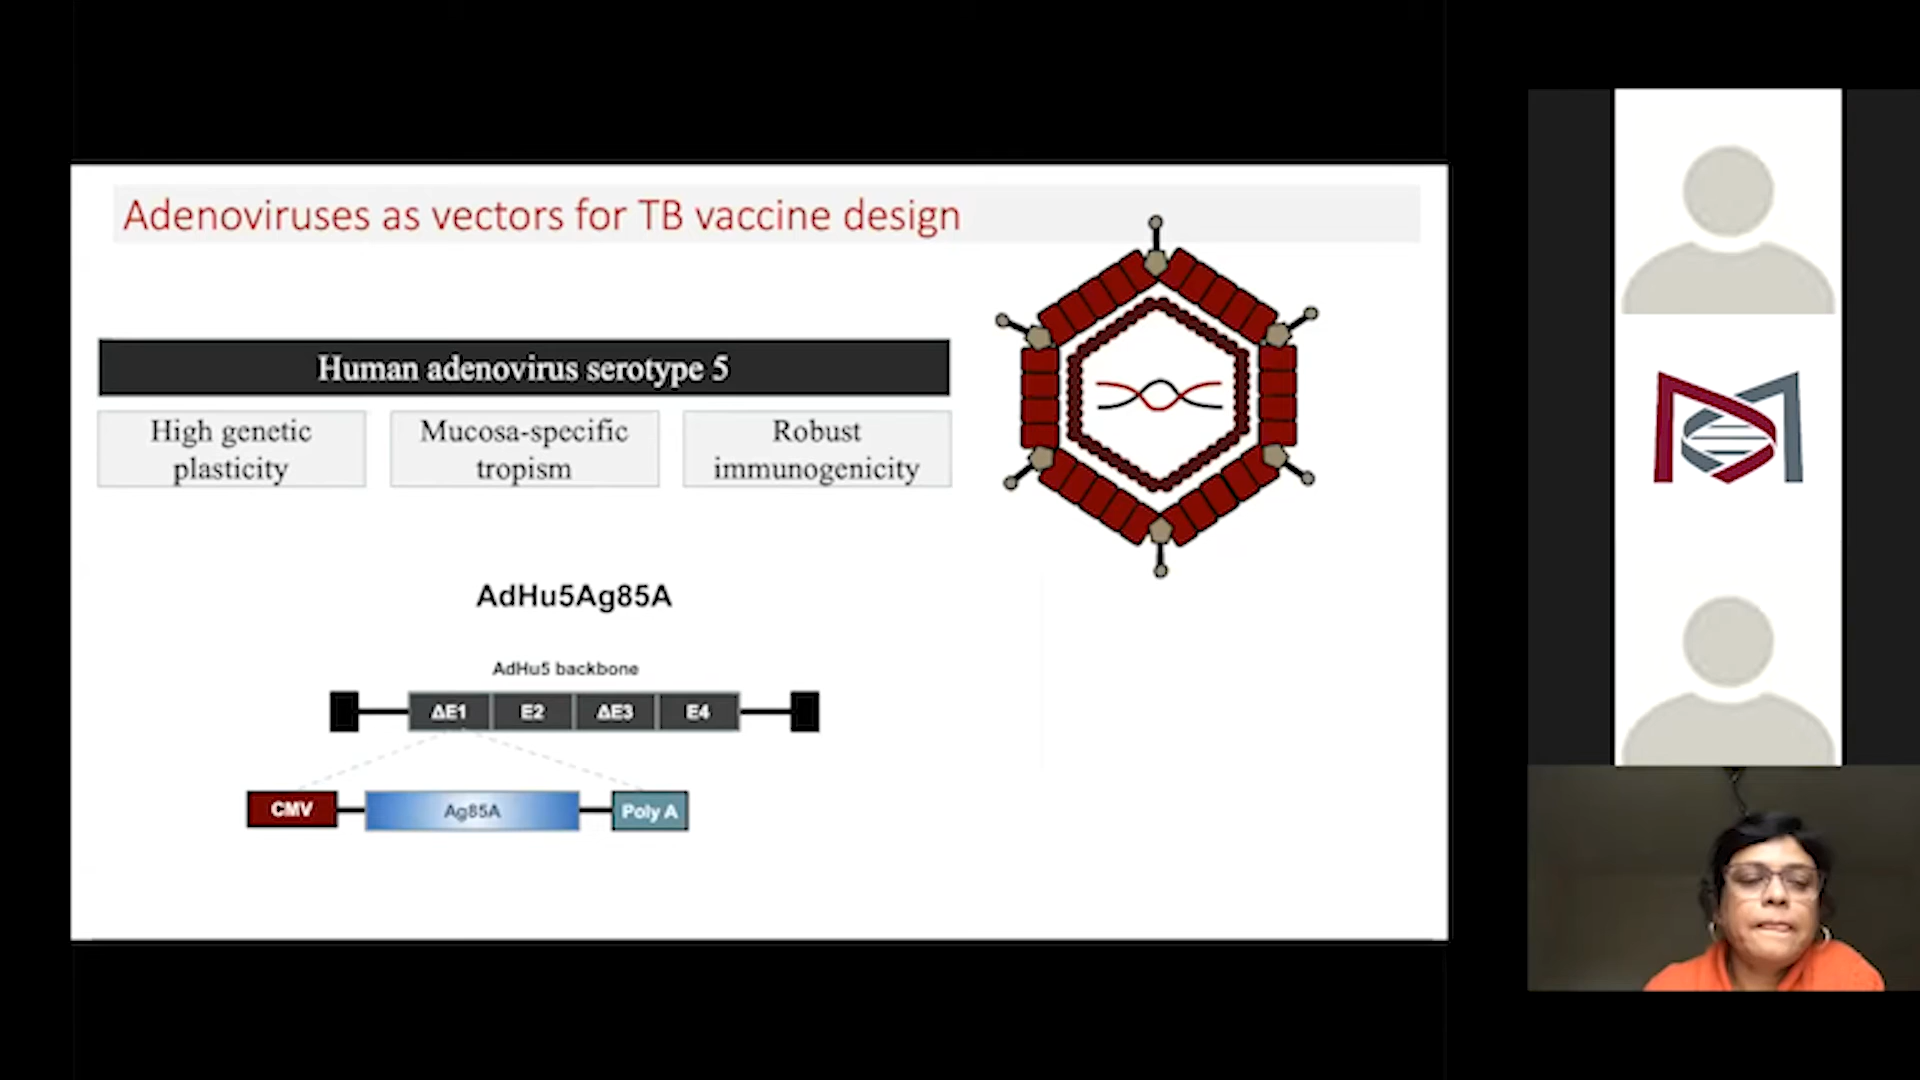 Adenoviruses as vectors for TB vaccine design
Human adenovirus serotype 5
High genetic
plasticity
Mucosa-specific
tropism
Robust
immunogenicity
AdHu5Ag85A
AdHu5 backbone
ΔE1 E2 ΔE3 E4
CMV Ag85A Poly A